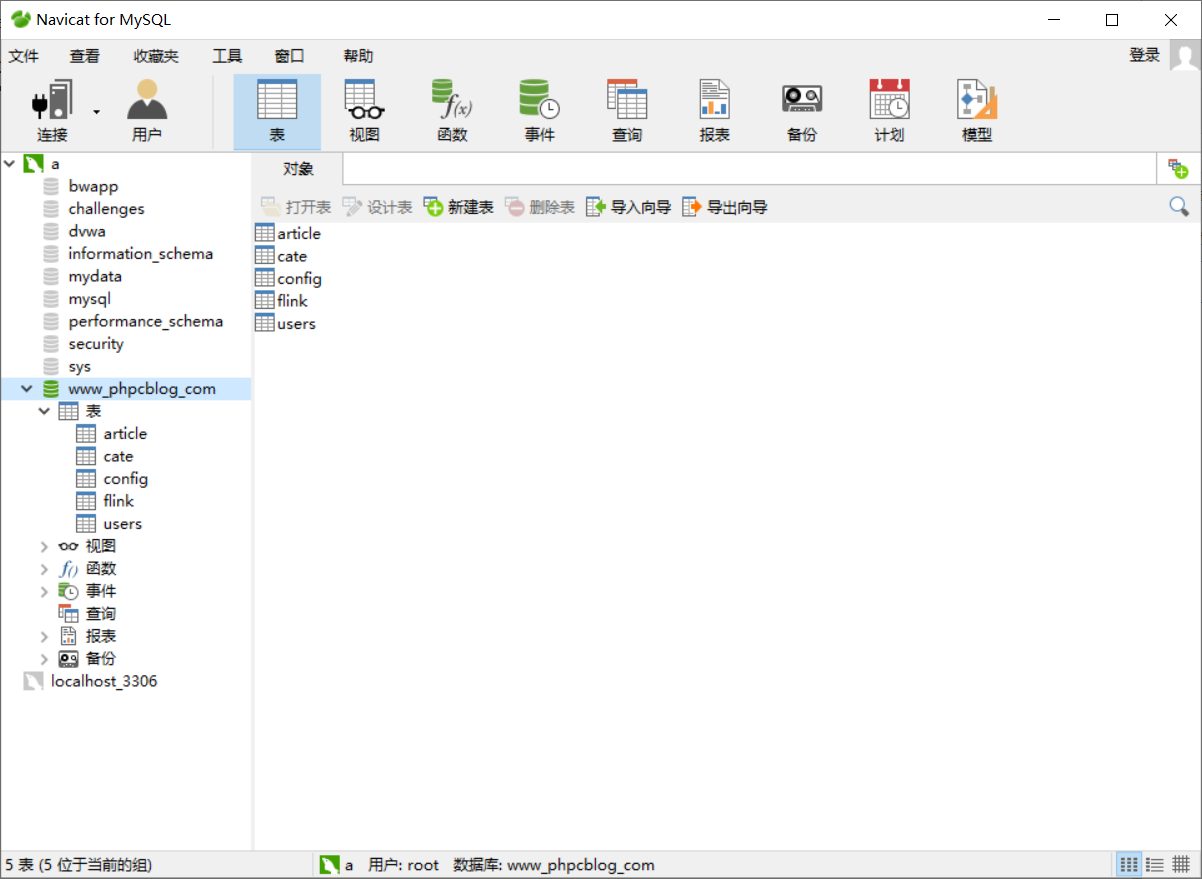 Navicat for MySQL
文件 查看 收藏夹 工具 窗口 帮助 登录
连接 用户 表 视图 函数 事件 查询 报表 备份 计划 模型
a
bwapp
challenges
dvwa
information_schema
mydata
mysql
performance_schema
security
sys
www_phpcblog_com
表
article
cate
config
flink
users
视图
函数
事件
查询
报表
备份
localhost_3306
对象
打开表 设计表 新建表 删除表 导入向导 导出向导
article
cate
config
flink
users
5 表 (5 位于当前的组) a 用户: root 数据库: www_phpcblog_com